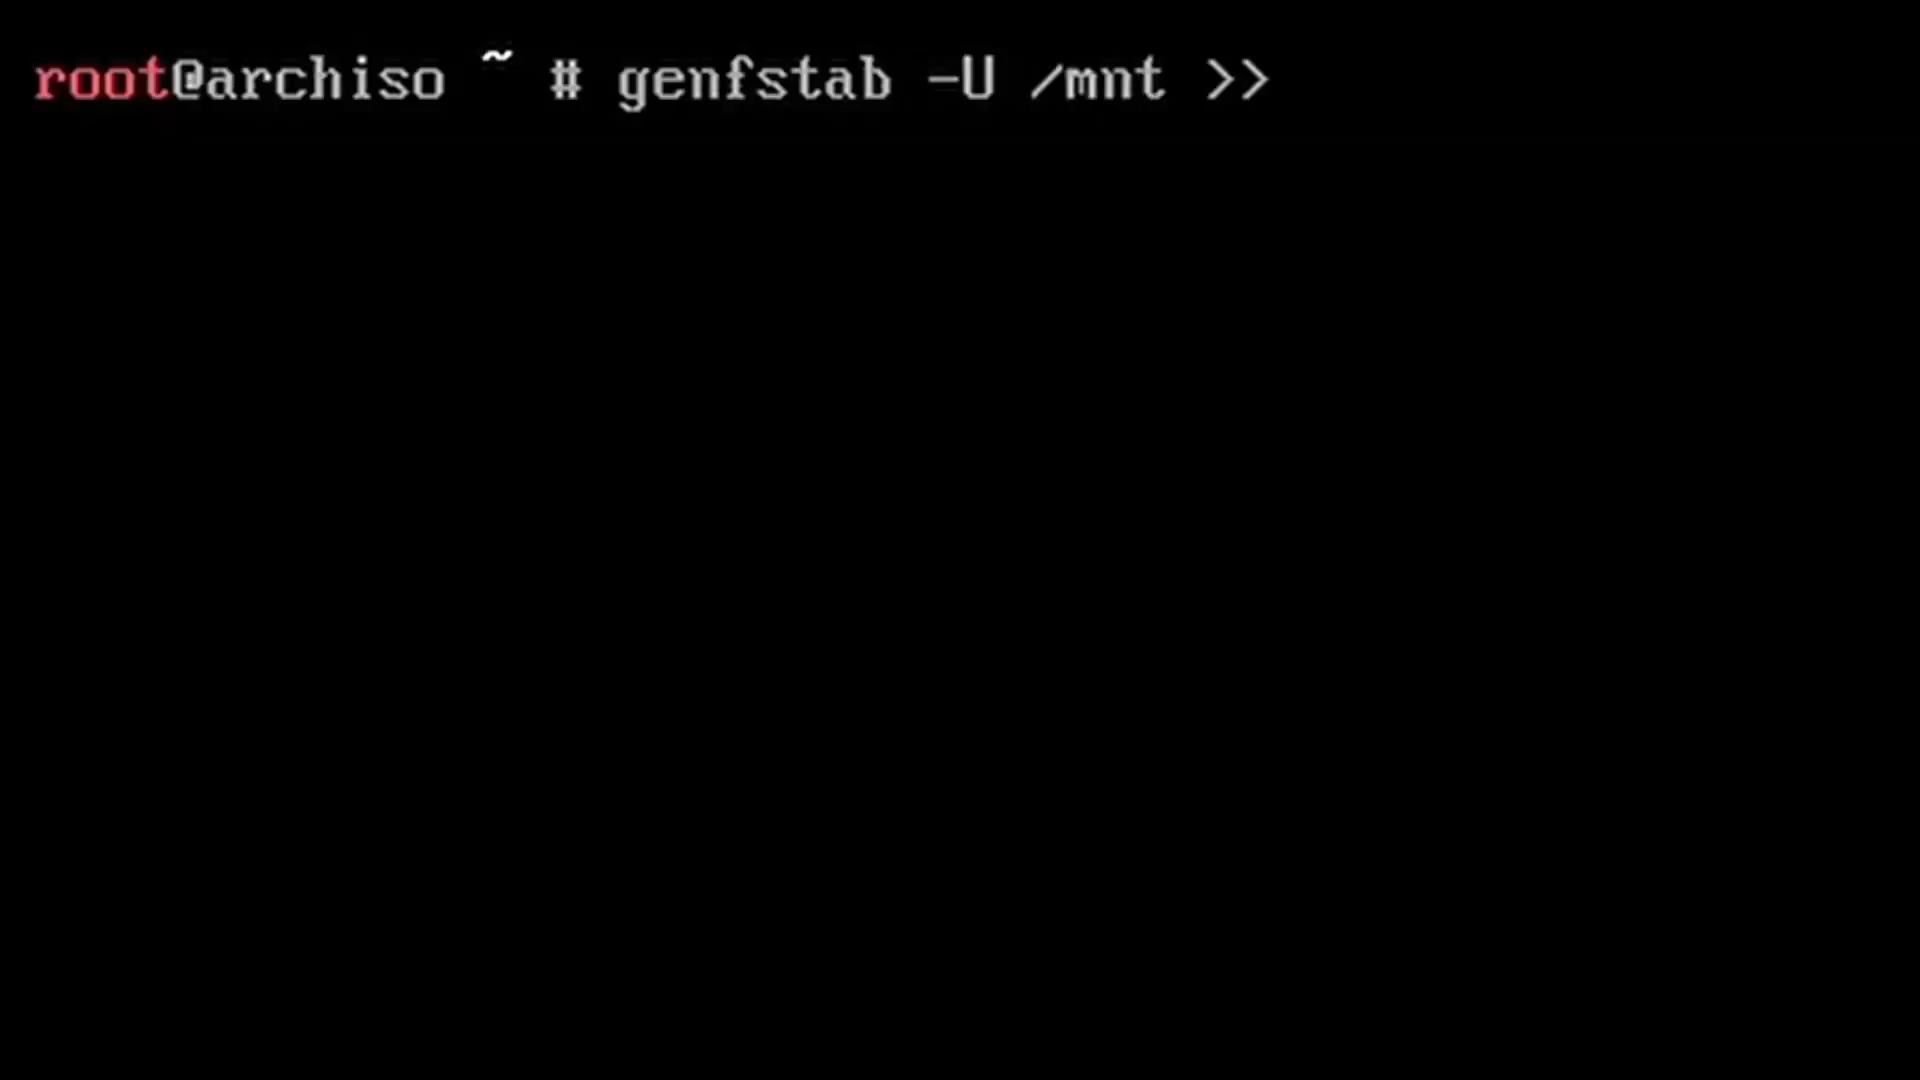 root@archiso ~ # genfstab -U /mnt >>